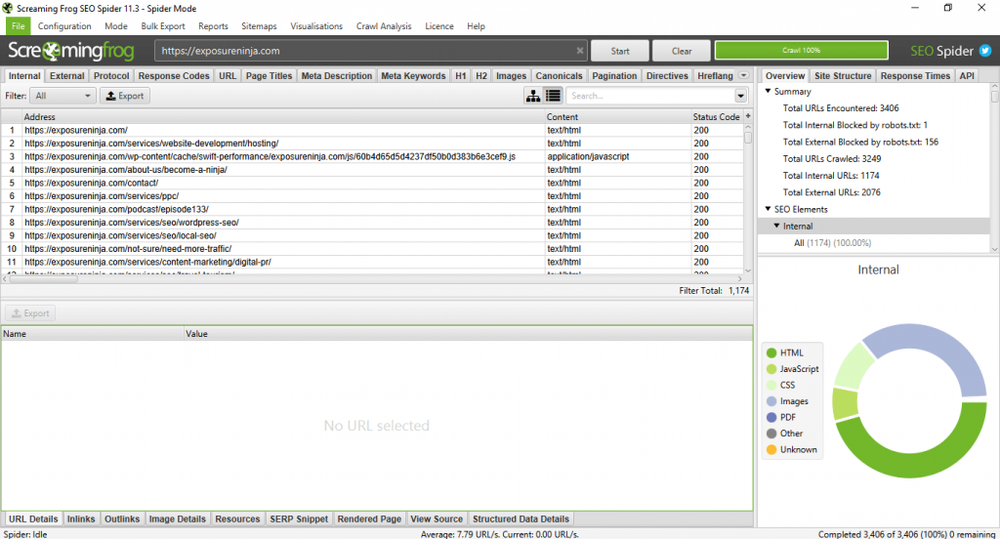 Screaming Frog SEO Spider 11.3 - Spider Mode
File Configuration Mode Bulk Export Reports Sitemaps Visualisations Crawl Analysis Licence Help
Screamingfrog https://exposureninja.com Start Clear Crawl 100% SEO Spider
Internal External Protocol Response Codes URL Page Titles Meta Description Meta Keywords H1 H2 Images Canonicals Pagination Directives Hreflang
Filter: All Export Search...
Address Content Status Code
1 https://exposureninja.com/ text/html 200
2 https://exposureninja.com/services/website-development/hosting/ text/html 200
3 https://exposureninja.com/wp-content/cache/swift-performance/exposureninja.com/js/60b4d65d5d4237df50b0d383b6e3cef9.js application/javascript 200
4 https://exposureninja.com/about-us/become-a-ninja/ text/html 200
5 https://exposureninja.com/contact/ text/html 200
6 https://exposureninja.com/services/ppc/ text/html 200
7 https://exposureninja.com/podcast/episode133/ text/html 200
8 https://exposureninja.com/services/seo/wordpress-seo/ text/html 200
9 https://exposureninja.com/services/seo/local-seo/ text/html 200
10 https://exposureninja.com/not-sure/need-more-traffic/ text/html 200
11 https://exposureninja.com/services/content-marketing/digital-pr/ text/html 200
Filter Total: 1,174
Export
Name Value
No URL selected
URL Details Inlinks Outlinks Image Details Resources SERP Snippet Rendered Page View Source Structured Data Details
Overview Site Structure Response Times API
Summary
Total URLs Encountered: 3406
Total Internal Blocked by robots.txt: 1
Total External Blocked by robots.txt: 156
Total URLs Crawled: 3249
Total Internal URLs: 1174
Total External URLs: 2076
SEO Elements
Internal
All (1174) (100.00%)
Internal
HTML
JavaScript
CSS
Images
PDF
Other
Unknown
Spider: Idle Average: 7.79 URL/s. Current: 0.00 URL/s. Completed 3,406 of 3,406 (100%) 0 remaining